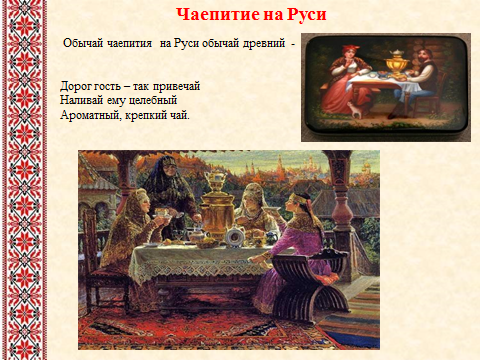 Чаепитие на Руси
Обычай чаепития на Руси обычай древний -
Дорог гость – так привечай
Наливай ему целебный
Ароматный, крепкий чай.